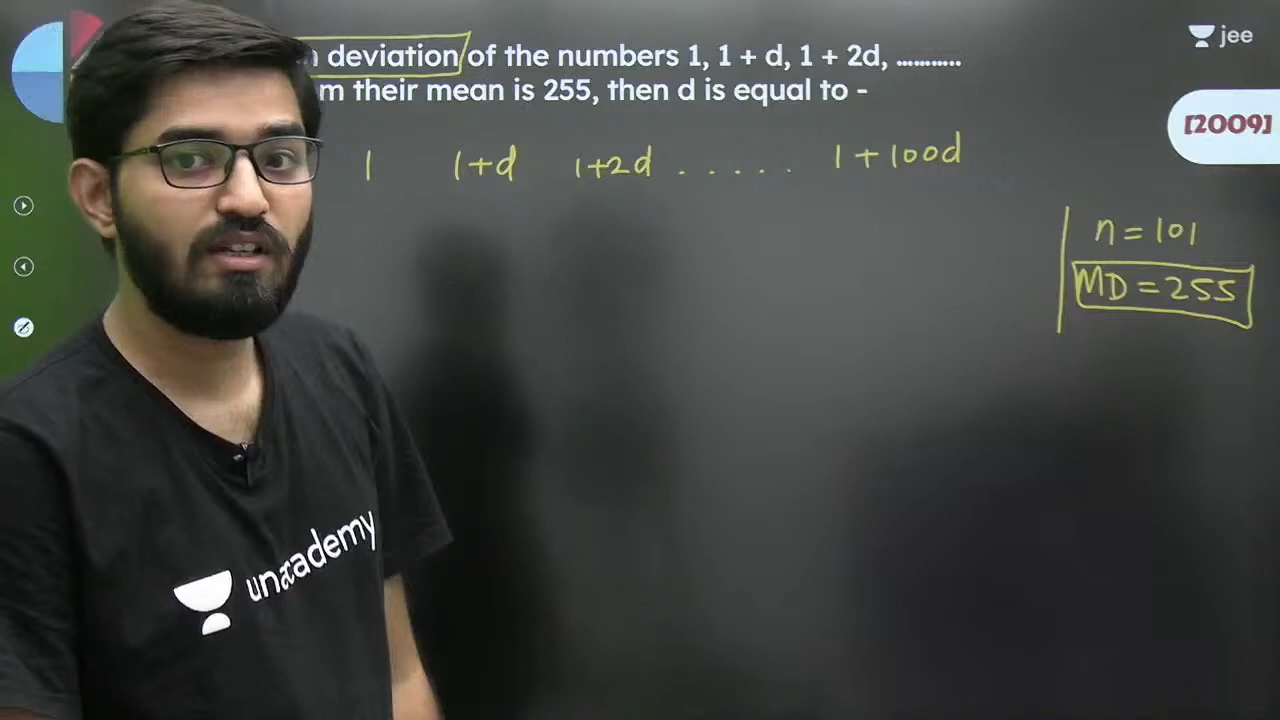 deviation of the numbers 1, 1 + d, 1 + 2d, ...........
their mean is 255, then d is equal to -
jee
[2009]
1 1+d 1+2d ..... 1+100d
n=101
MD=255
unacademy